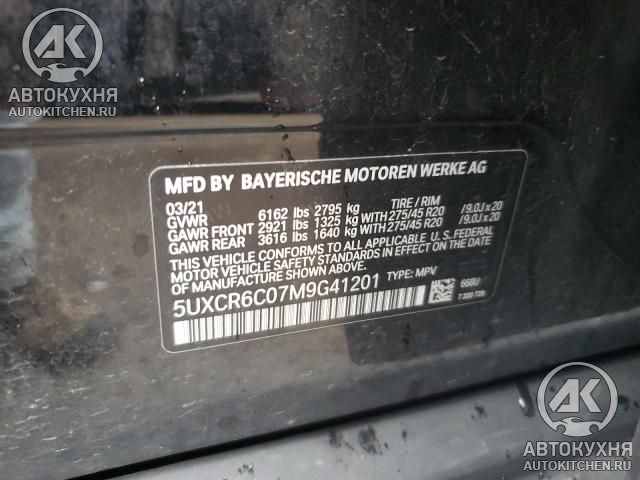 АК
АВТОКУХНЯ
AUTOKITCHEN.RU
MFD BY BAYERISCHE MOTOREN WERKE AG
03/21 TIRE / RIM
GVWR 6162 lbs 2795 kg
GAWR FRONT 2921 lbs 1325 kg WITH 275/45 R20 /9.0J x 20
GAWR REAR 3616 lbs 1640 kg WITH 275/45 R20 /9.0J x 20
THIS VEHICLE CONFORMS TO ALL APPLICABLE U.S. FEDERAL
MOTOR VEHICLE SAFETY STANDARDS IN EFFECT ON THE DATE
OF MANUFACTURE SHOWN ABOVE.
5UXCR6C07M9G41201 TYPE: MPV
668U
АК
АВТОКУХНЯ
WWW.AUTOKITCHEN.RU